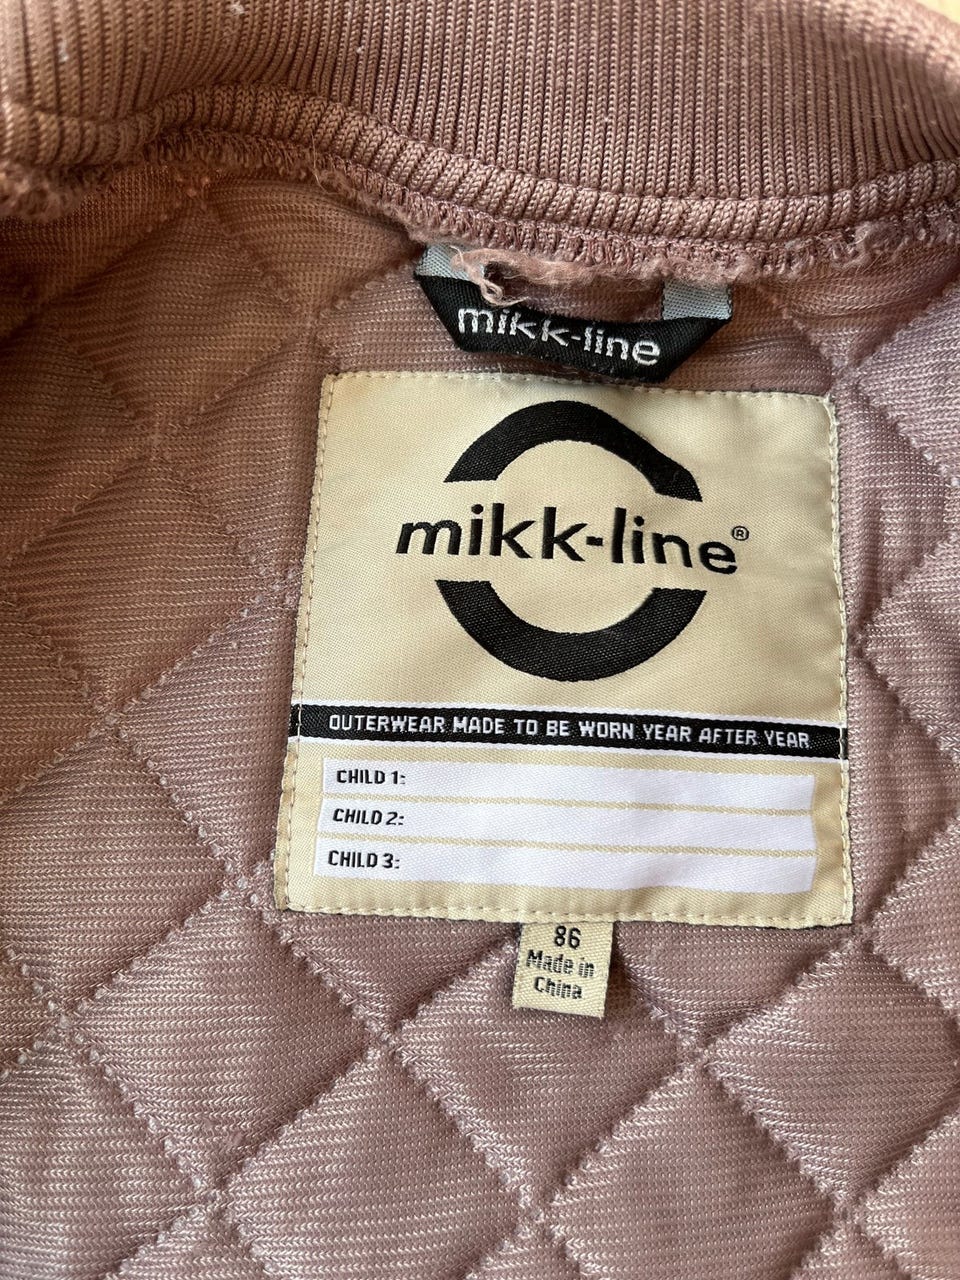 mikk-line
mikk-line®
OUTERWEAR MADE TO BE WORN YEAR AFTER YEAR
CHILD 1:
CHILD 2:
CHILD 3:
86
Made in
China